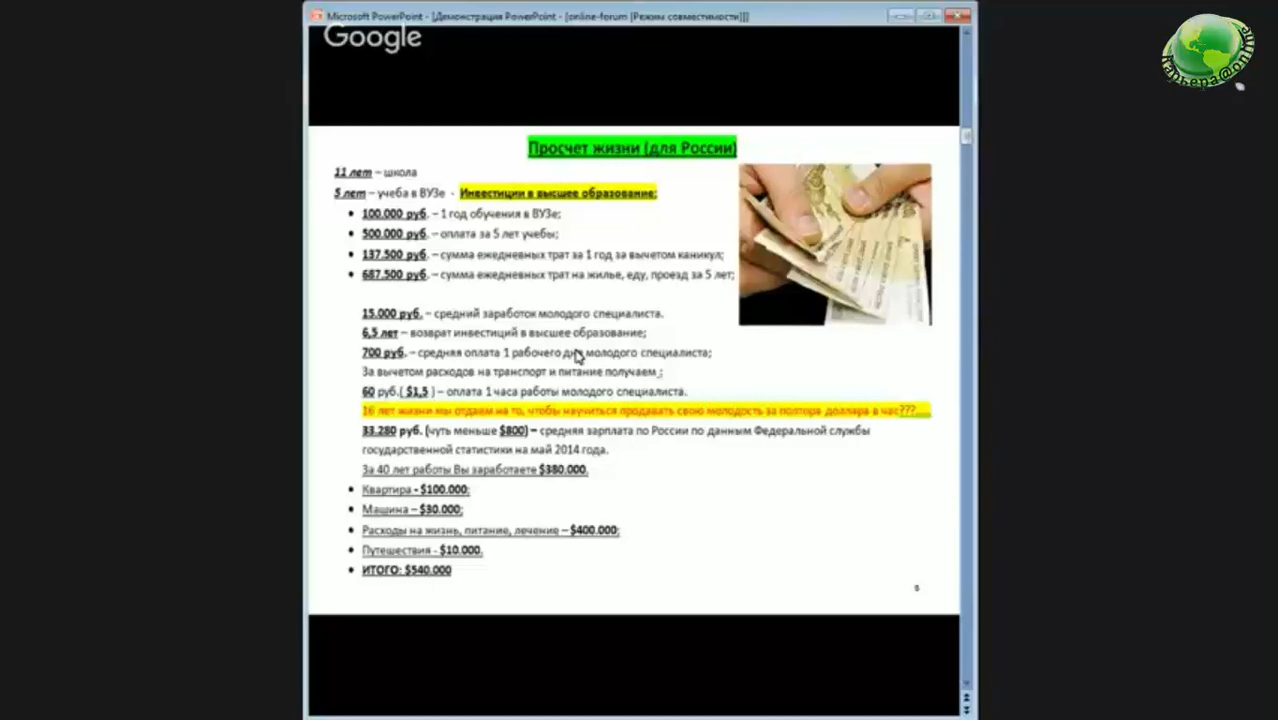 Microsoft PowerPoint - [Демонстрация PowerPoint - [online-forum [Режим совместимости]]]
Google
Карьера@online
Просчет жизни (для России)
11 лет – школа
5 лет – учеба в ВУЗе - Инвестиции в высшее образование:
• 100.000 руб. – 1 год обучения в ВУЗе;
• 500.000 руб. – оплата за 5 лет учебы;
• 137.500 руб. – сумма ежедневных трат за 1 год за вычетом каникул;
• 687.500 руб. – сумма ежедневных трат на жилье, еду, проезд за 5 лет;
15.000 руб. – средний заработок молодого специалиста.
6,5 лет – возврат инвестиций в высшее образование;
700 руб. – средняя оплата 1 рабочего дня молодого специалиста;
За вычетом расходов на транспорт и питание получаем :
60 руб.( $1,5 ) – оплата 1 часа работы молодого специалиста.
16 лет жизни мы отдаем на то, чтобы научиться продавать свою молодость за полтора доллара в час???....
33.280 руб. (чуть меньше $800) – средняя зарплата по России по данным Федеральной службы
государственной статистики на май 2014 года.
За 40 лет работы Вы заработаете $380.000.
• Квартира - $100.000;
• Машина – $30.000;
• Расходы на жизнь, питание, лечение – $400.000;
• Путешествия - $10.000.
• ИТОГО: $540.000